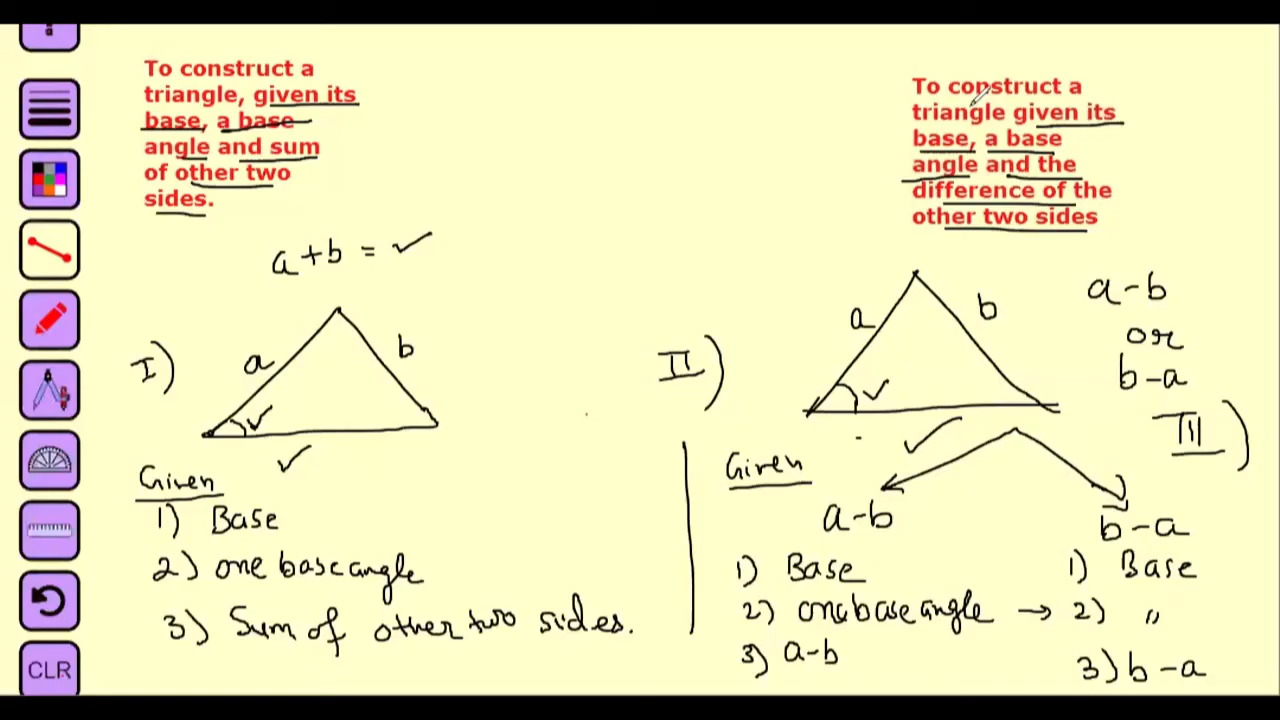 To construct a
triangle, given its
base, a base
angle and sum
of other two
sides.
a+b = ✓
I)
a
b
✓
✓
Given
1) Base
2) one base angle
3) Sum of other two sides.
To construct a
triangle given its
base, a base
angle and the
difference of the
other two sides
a-b
or
b-a
II)
a
b
✓
✓
III)
Given
a-b
b-a
1) Base
1) Base
2) one base angle → 2) "
3) a-b
3) b-a
CLR